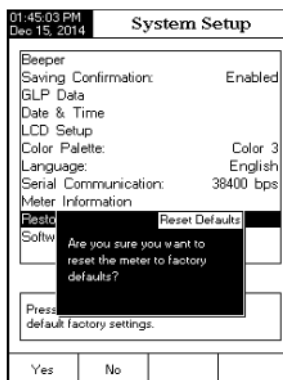 01:45:03 PM
Dec 15, 2014
System Setup
Beeper
Saving Confirmation: Enabled
GLP Data
Date & Time
LCD Setup
Color Palette: Color 3
Language: English
Serial Communication: 38400 bps
Meter Information
Resto
Softw
Reset Defaults
Are you sure you want to
reset the meter to factory
defaults?
Press
default factory settings.
Yes No